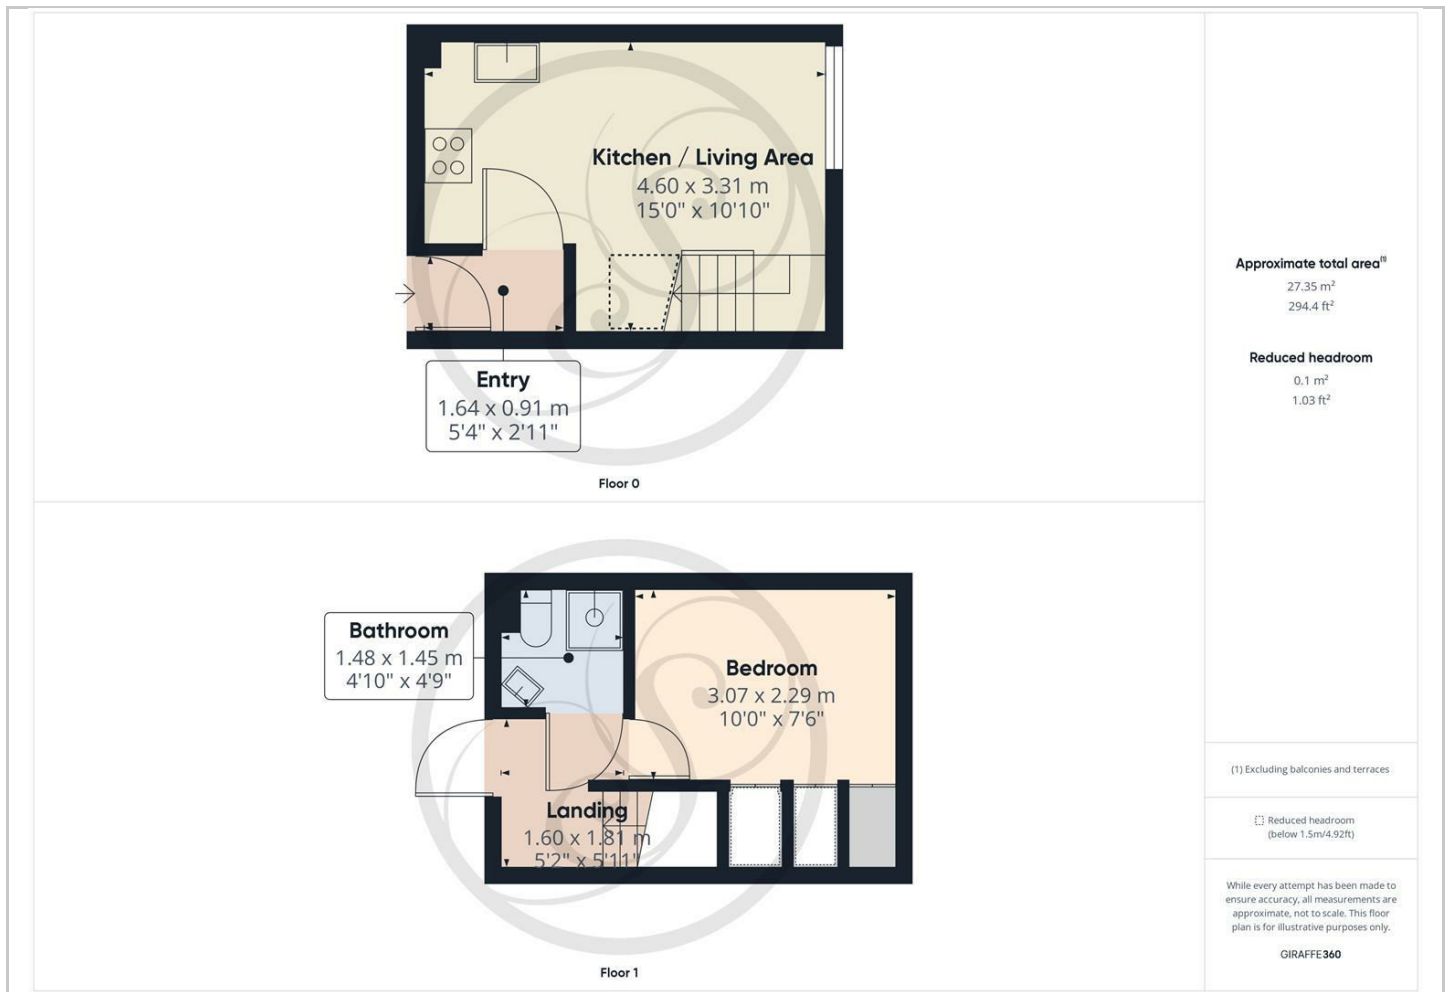 Kitchen / Living Area
4.60 x 3.31 m
15'0" x 10'10"
Entry
1.64 x 0.91 m
5'4" x 2'11"
Floor 0
Bathroom
1.48 x 1.45 m
4'10" x 4'9"
Bedroom
3.07 x 2.29 m
10'0" x 7'6"
Landing
1.60 x 1.81 m
5'2" x 5'11"
Floor 1
Approximate total area(1)
27.35 m²
294.4 ft²
Reduced headroom
0.1 m²
1.03 ft²
(1) Excluding balconies and terraces
Reduced headroom
(below 1.5m/4.92ft)
While every attempt has been made to
ensure accuracy, all measurements are
approximate, not to scale. This floor
plan is for illustrative purposes only.
GIRAFFE360